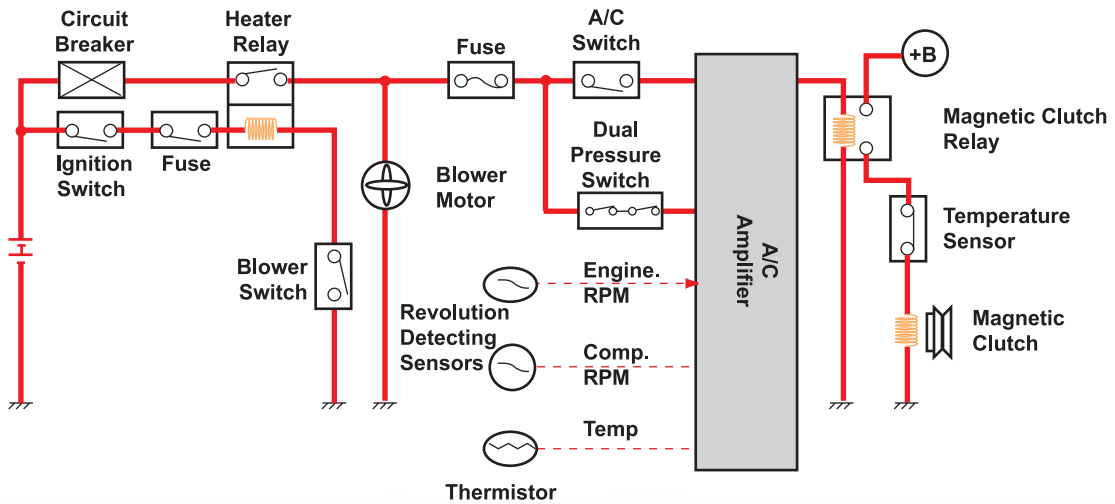 Circuit
Breaker
Heater
Relay
Fuse
A/C
Switch
+B
Magnetic Clutch
Relay
Ignition
Switch
Fuse
Blower
Motor
Dual
Pressure
Switch
Temperature
Sensor
Blower
Switch
A/C
Amplifier
Engine.
RPM
Revolution
Detecting
Sensors
Comp.
RPM
Magnetic
Clutch
Temp
Thermistor